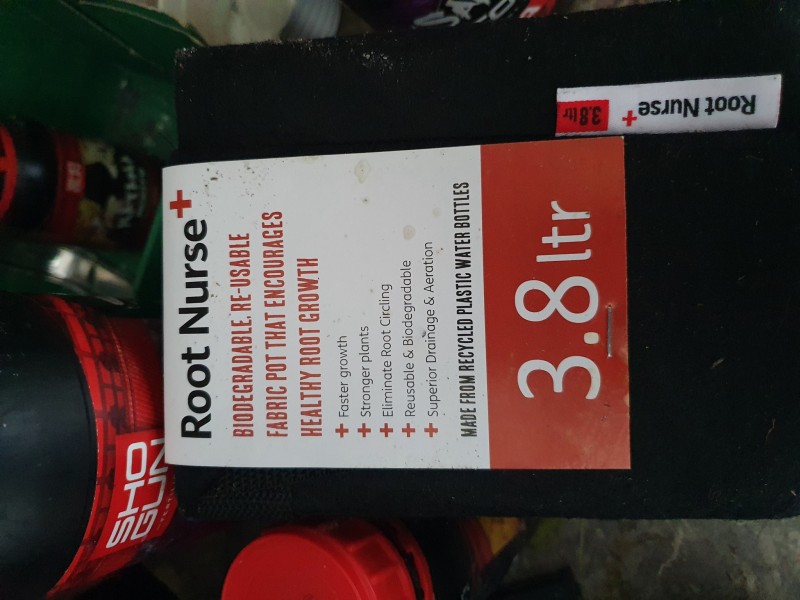 Root Nurse+
BIODEGRADABLE, RE-USABLE
FABRIC POT THAT ENCOURAGES
HEALTHY ROOT GROWTH
+ Faster growth
+ Stronger plants
+ Eliminate Root Circling
+ Reusable & Biodegradable
+ Superior Drainage & Aeration
MADE FROM RECYCLED PLASTIC WATER BOTTLES
3.8ltr
Root Nurse+
3.8 ltr
SHO
GUN